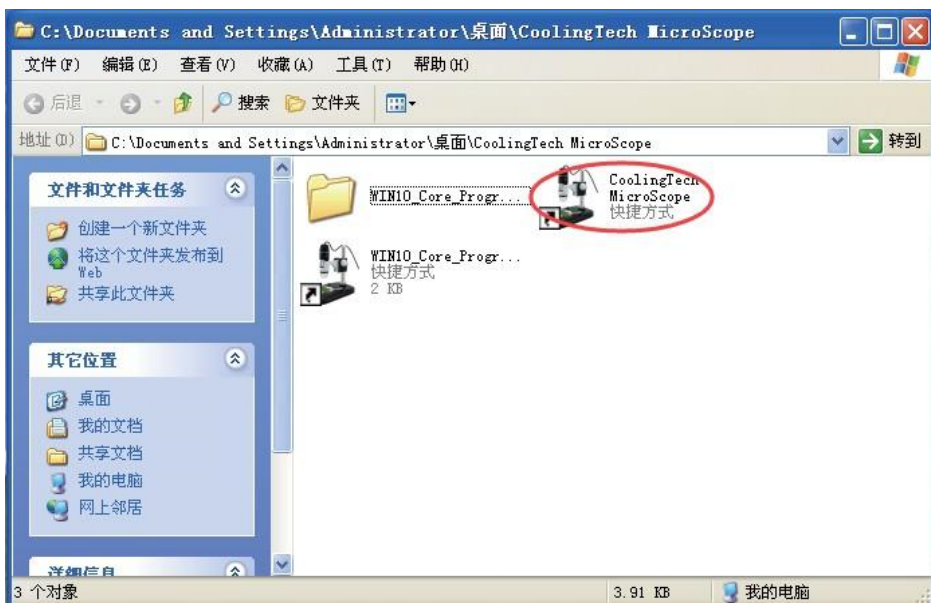 C:\Documents and Settings\Administrator\桌面\CoolingTech MicroScope
文件(F) 编辑(E) 查看(V) 收藏(A) 工具(T) 帮助(H)
后退 搜索 文件夹
地址(D) C:\Documents and Settings\Administrator\桌面\CoolingTech MicroScope 转到
文件和文件夹任务
创建一个新文件夹
将这个文件夹发布到
Web
共享此文件夹
其它位置
桌面
我的文档
共享文档
我的电脑
网上邻居
详细信息
WIN10_Core_Progr...
CoolingTech
MicroScope
快捷方式
WIN10_Core_Progr...
快捷方式
2 KB
3 个对象 3.91 KB 我的电脑